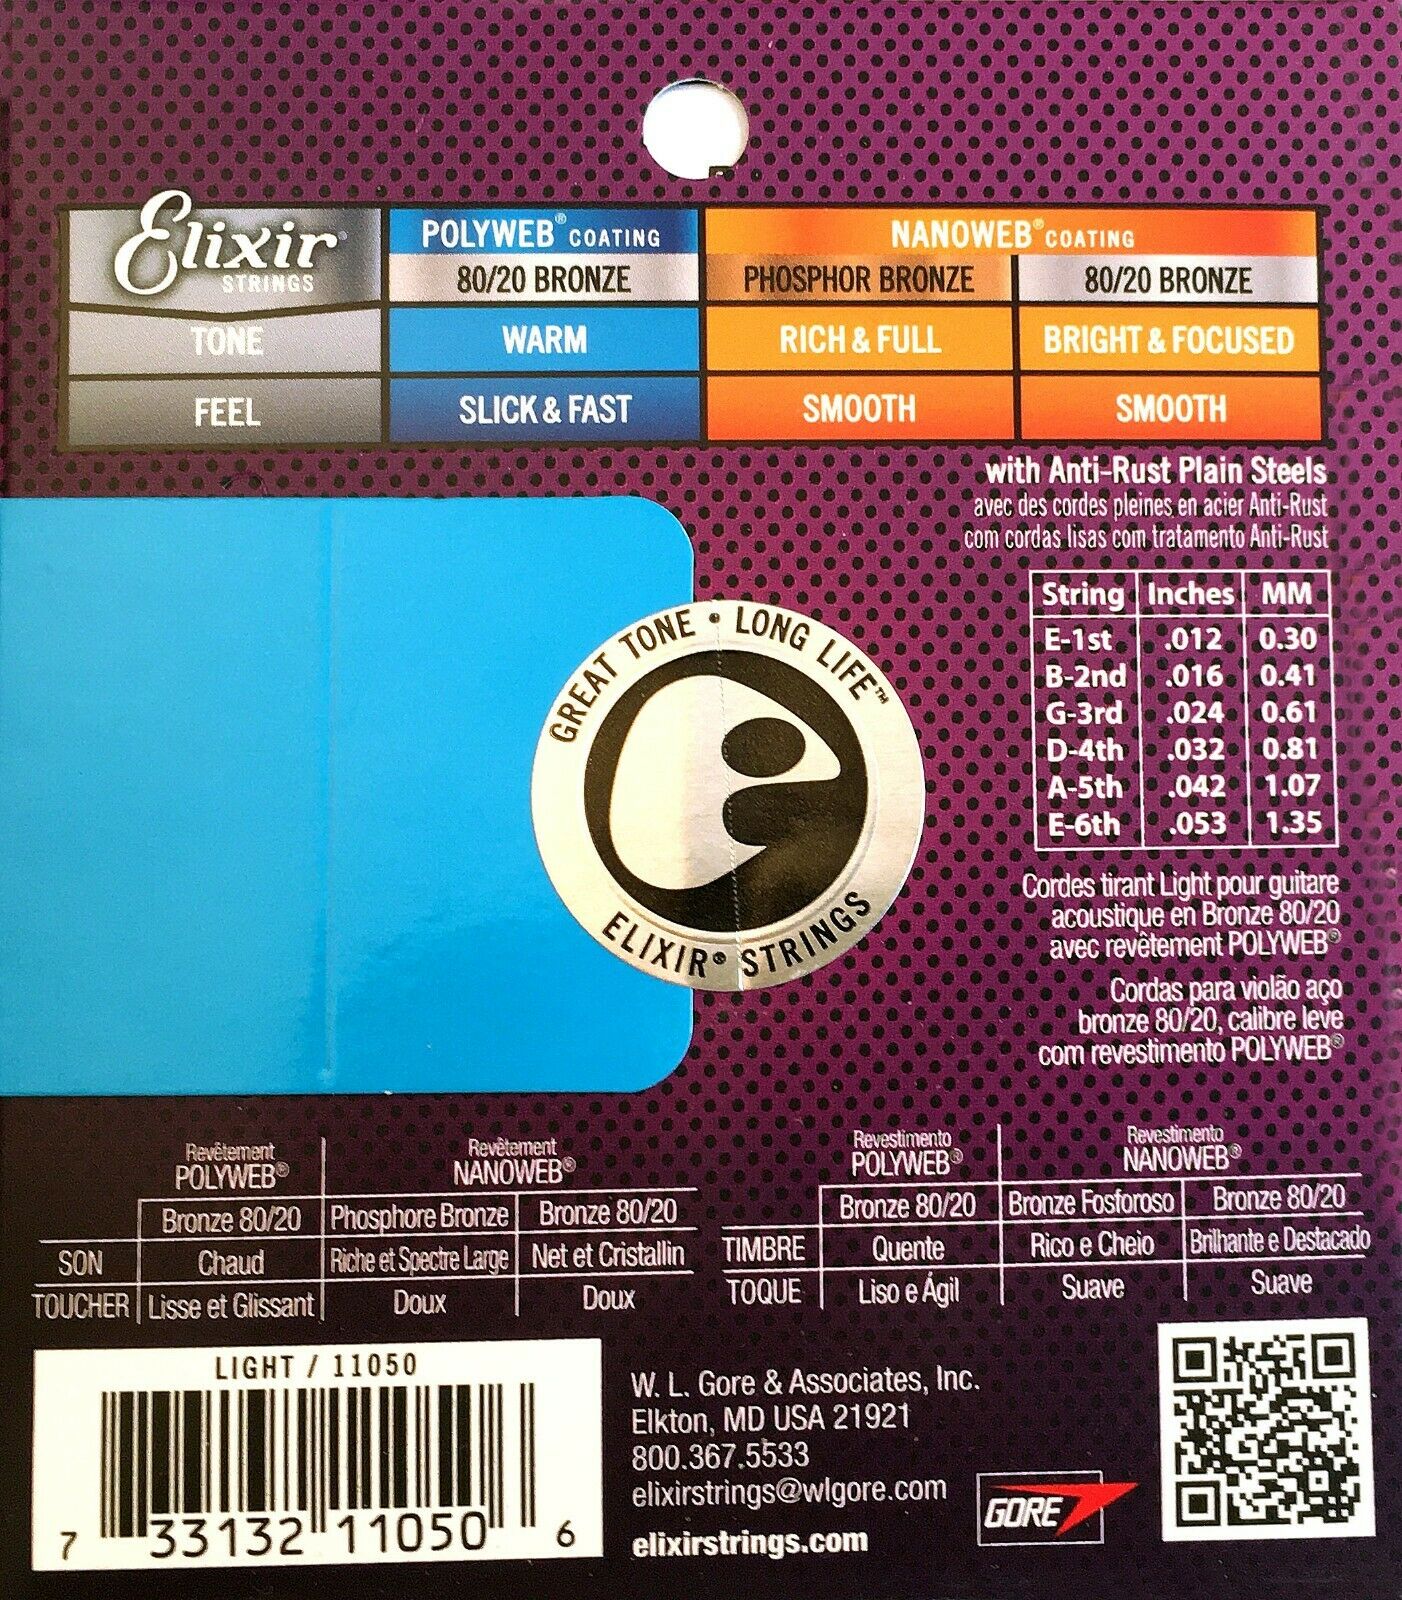 Elixir®
STRINGS
POLYWEB® COATING
NANOWEB® COATING
80/20 BRONZE
PHOSPHOR BRONZE
80/20 BRONZE
TONE
WARM
RICH & FULL
BRIGHT & FOCUSED
FEEL
SLICK & FAST
SMOOTH
SMOOTH
with Anti-Rust Plain Steels
avec des cordes pleines en acier Anti-Rust
com cordas lisas com tratamento Anti-Rust
String Inches MM
E-1st .012 0.30
B-2nd .016 0.41
G-3rd .024 0.61
D-4th .032 0.81
A-5th .042 1.07
E-6th .053 1.35
GREAT TONE • LONG LIFE™
ELIXIR® STRINGS
Cordes tirant Light pour guitare
acoustique en Bronze 80/20
avec revêtement POLYWEB®
Cordas para violão aço
bronze 80/20, calibre leve
com revestimento POLYWEB®
Revêtement
POLYWEB®
Revêtement
NANOWEB®
Bronze 80/20 Phosphore Bronze Bronze 80/20
SON Chaud Riche et Spectre Large Net et Cristallin
TOUCHER Lisse et Glissant Doux Doux
Revestimento
POLYWEB®
Revestimento
NANOWEB®
Bronze 80/20 Bronze Fosforoso Bronze 80/20
TIMBRE Quente Rico e Cheio Brilhante e Destacado
TOQUE Liso e Ágil Suave Suave
LIGHT / 11050
7 33132 11050 6
W. L. Gore & Associates, Inc.
Elkton, MD USA 21921
800.367.5533
elixirstrings@wlgore.com
elixirstrings.com
GORE